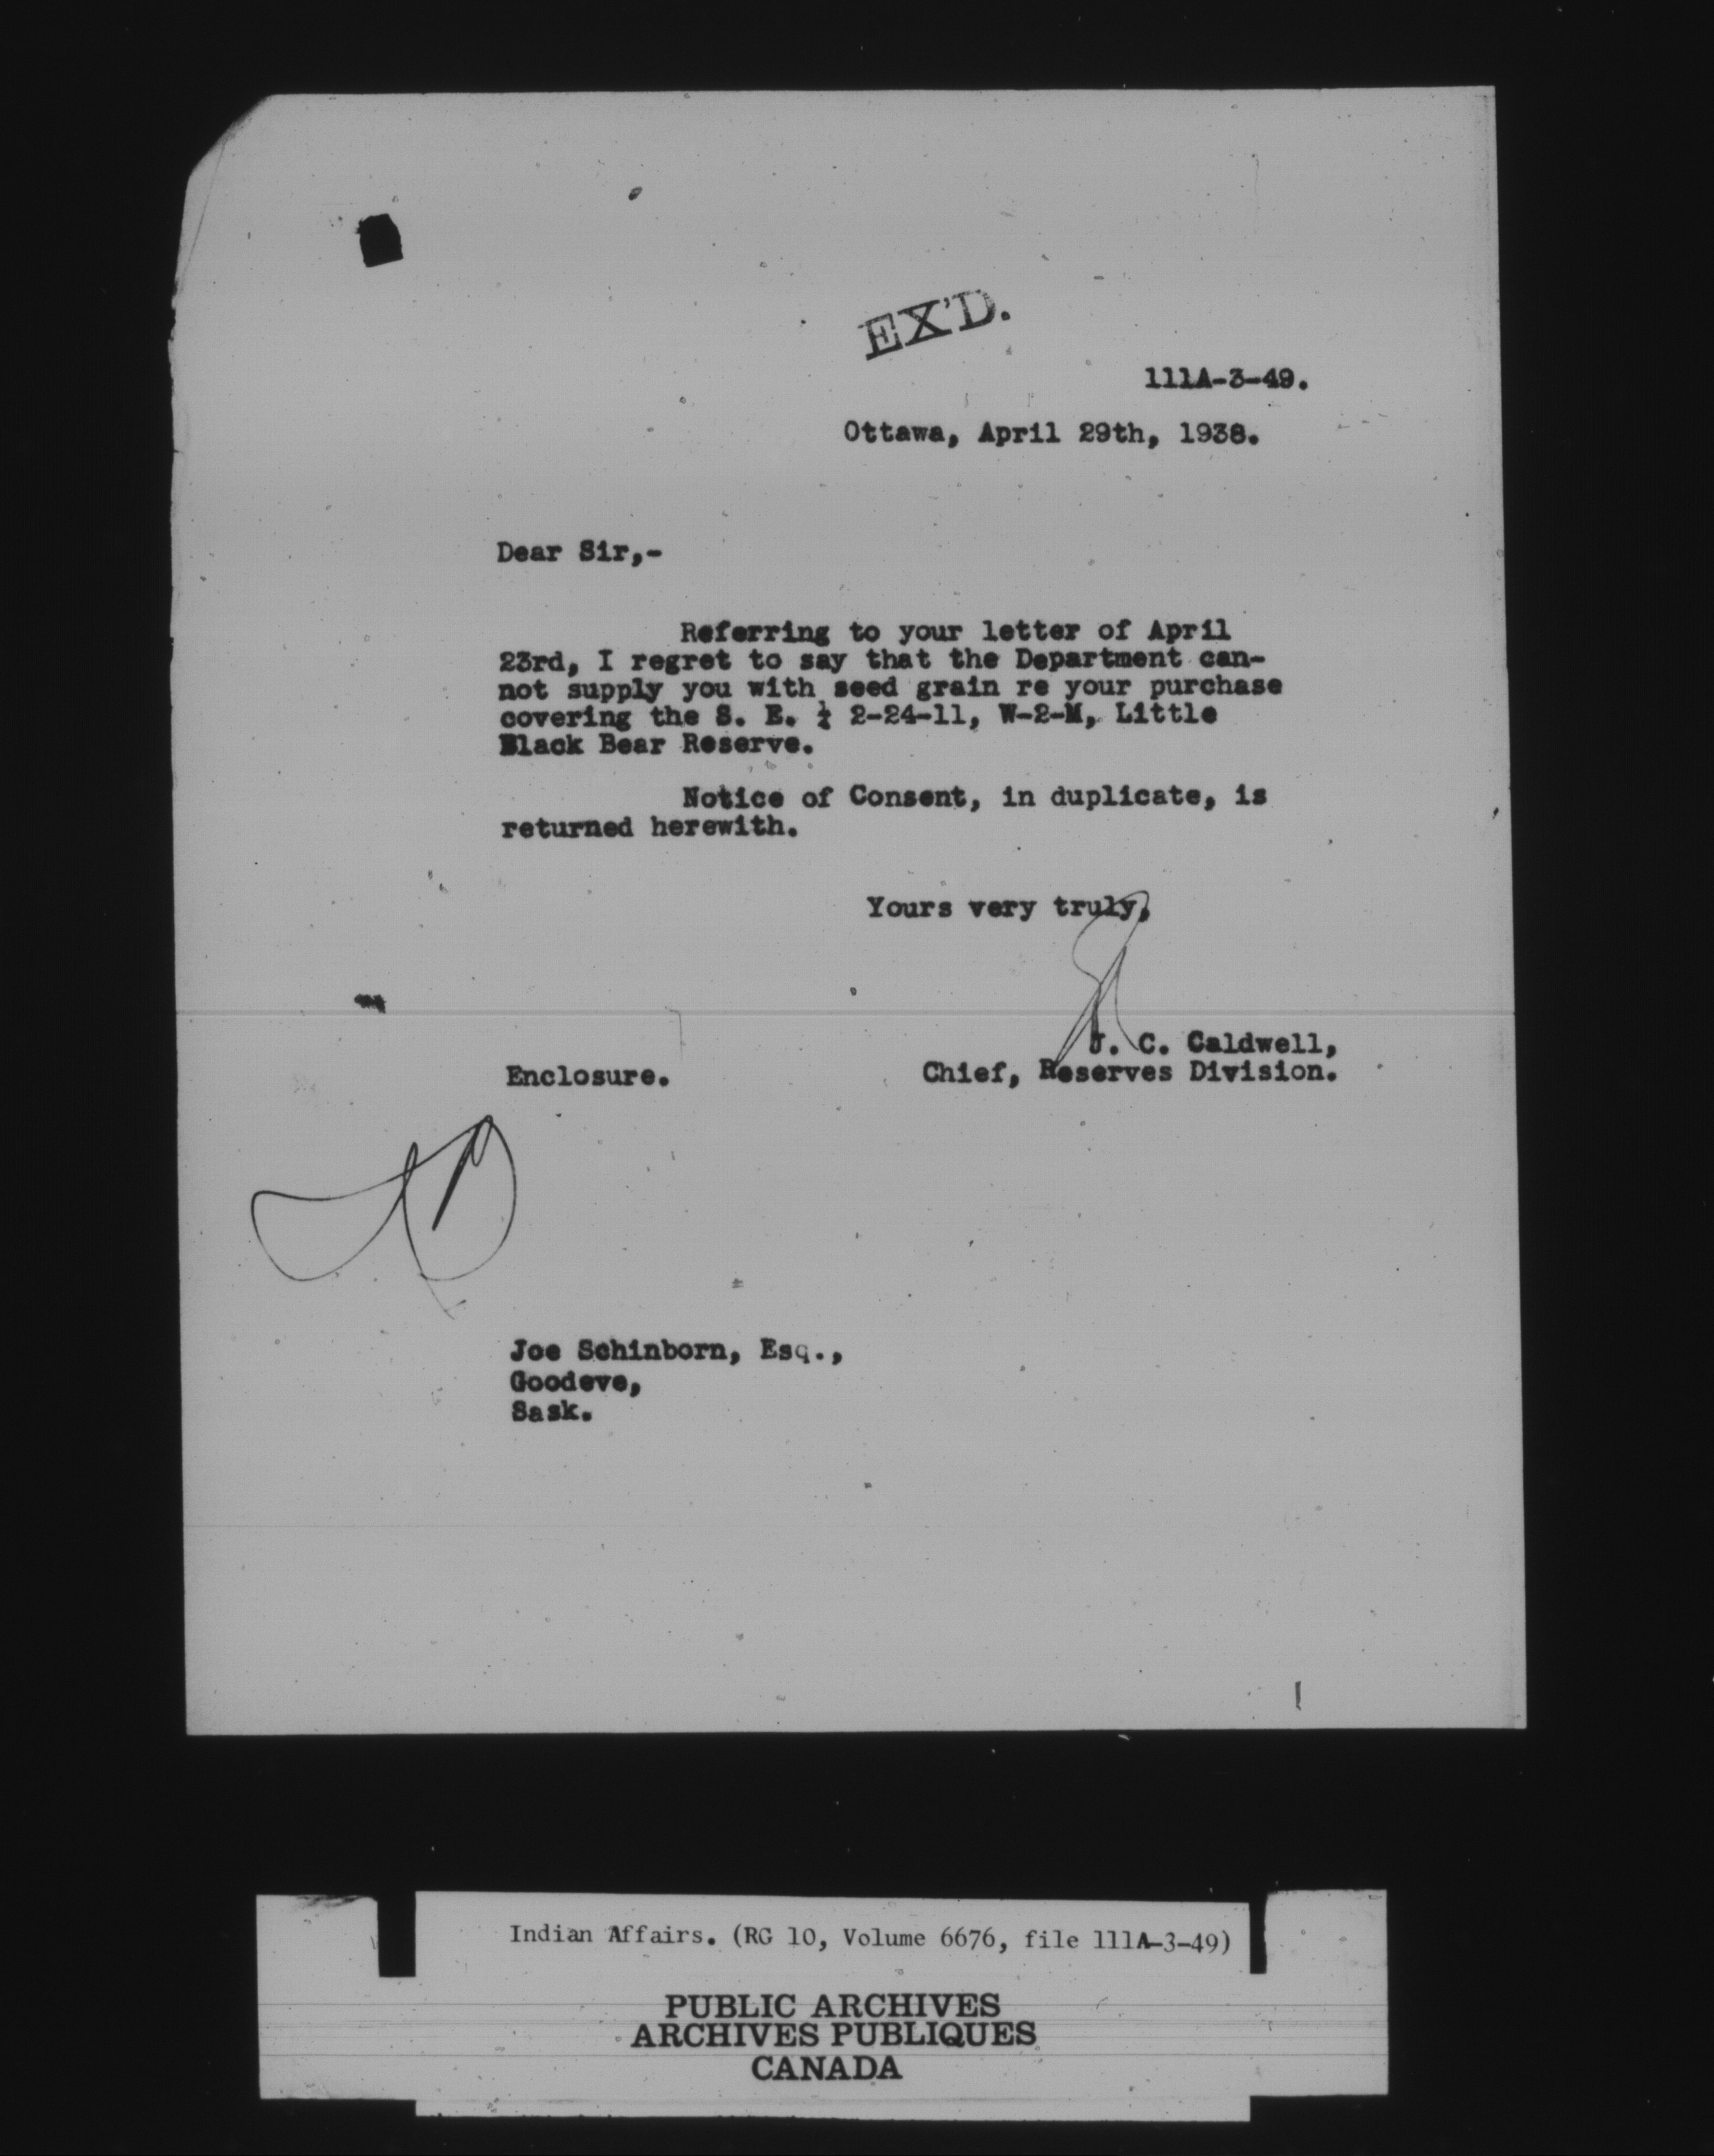 EX'D.
111A-3-49.
Ottawa, April 29th, 1938.
Dear Sir,-
Referring to your letter of April
23rd, I regret to say that the Department can-
not supply you with seed grain re your purchase
covering the S. E. ¼ 2-24-11, W-2-M, Little
Black Bear Reserve.
Notice of Consent, in duplicate, is
returned herewith.
Yours very truly,
J. C. Caldwell,
Chief, Reserves Division.
Enclosure.
Joe Schinborn, Esq.,
Goodeve,
Sask.
Indian Affairs. (RG 10, Volume 6676, file 111A-3-49)
PUBLIC ARCHIVES
ARCHIVES PUBLIQUES
CANADA